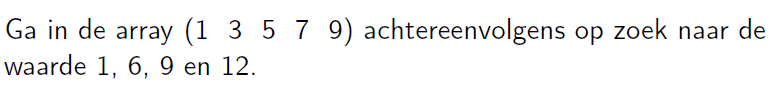 Ga in de array (1 3 5 7 9) achtereenvolgens op zoek naar de
waarde 1, 6, 9 en 12.